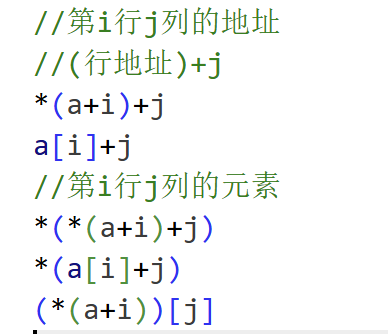 //第i行j列的地址
//(行地址)+j
*(a+i)+j
a[i]+j
//第i行j列的元素
*(*(a+i)+j)
*(a[i]+j)
(*(a+i))[j]